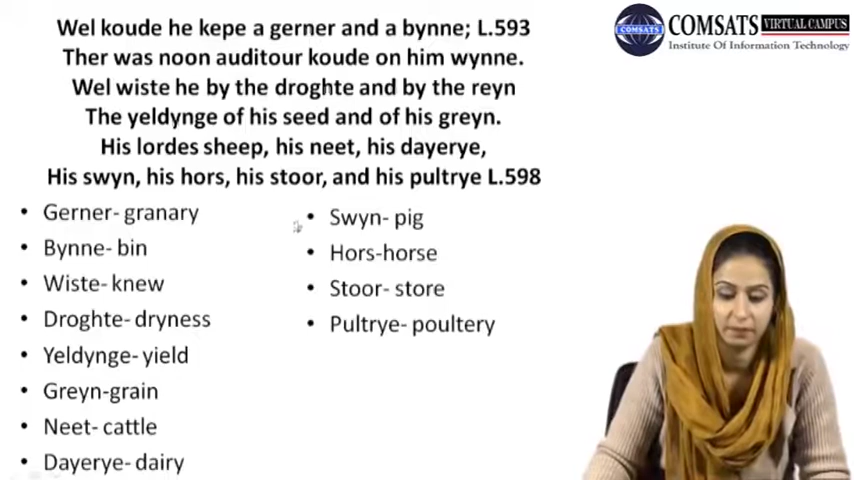 Wel koude he kepe a gerner and a bynne; L.593
Ther was noon auditour koude on him wynne.
Wel wiste he by the droghte and by the reyn
The yeldynge of his seed and of his greyn.
His lordes sheep, his neet, his dayerye,
His swyn, his hors, his stoor, and his pultrye L.598
• Gerner- granary
• Bynne- bin
• Wiste- knew
• Droghte- dryness
• Yeldynge- yield
• Greyn-grain
• Neet- cattle
• Dayerye- dairy
• Swyn- pig
• Hors-horse
• Stoor- store
• Pultrye- poultery
COMSATS
COMSATS VIRTUAL CAMPUS
Institute Of Information Technology